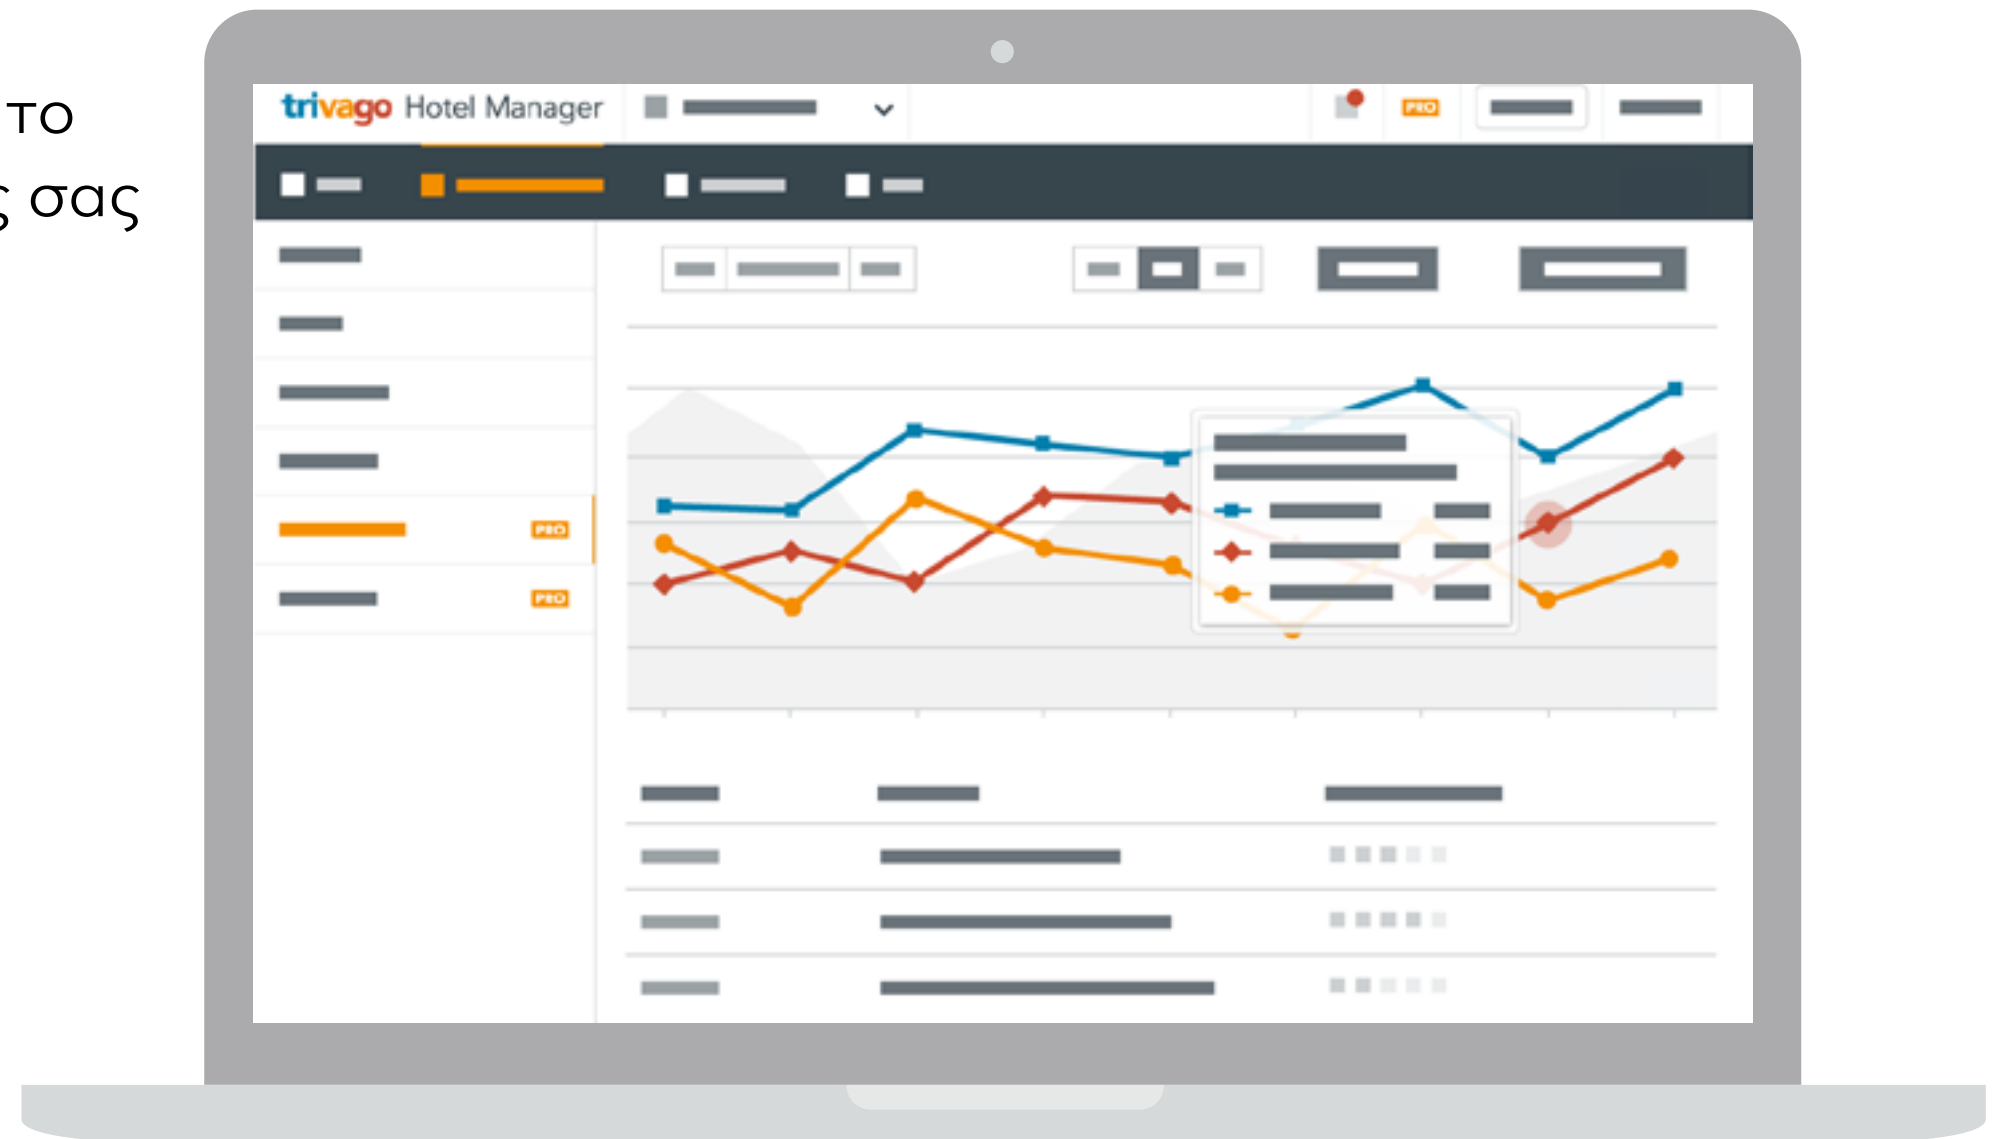 το
ς σας
trivago Hotel Manager
PRO
PRO
PRO